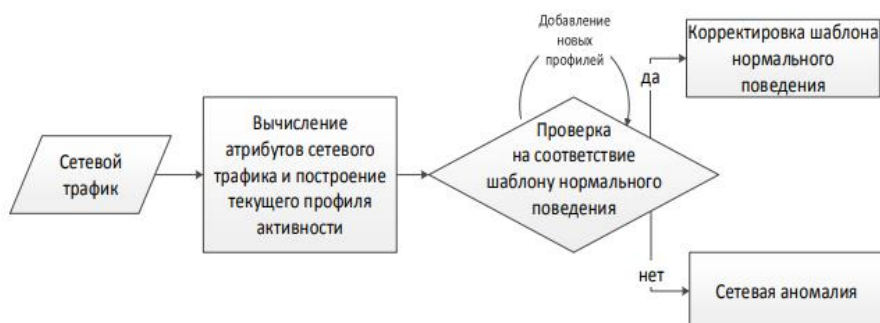 Сетевой
трафик
Вычисление
атрибутов сетевого
трафика и построение
текущего профиля
активности
Добавление
новых
профилей
Проверка
на соответствие
шаблону нормального
поведения
да
Корректировка шаблона
нормального
поведения
нет
Сетевая аномалия